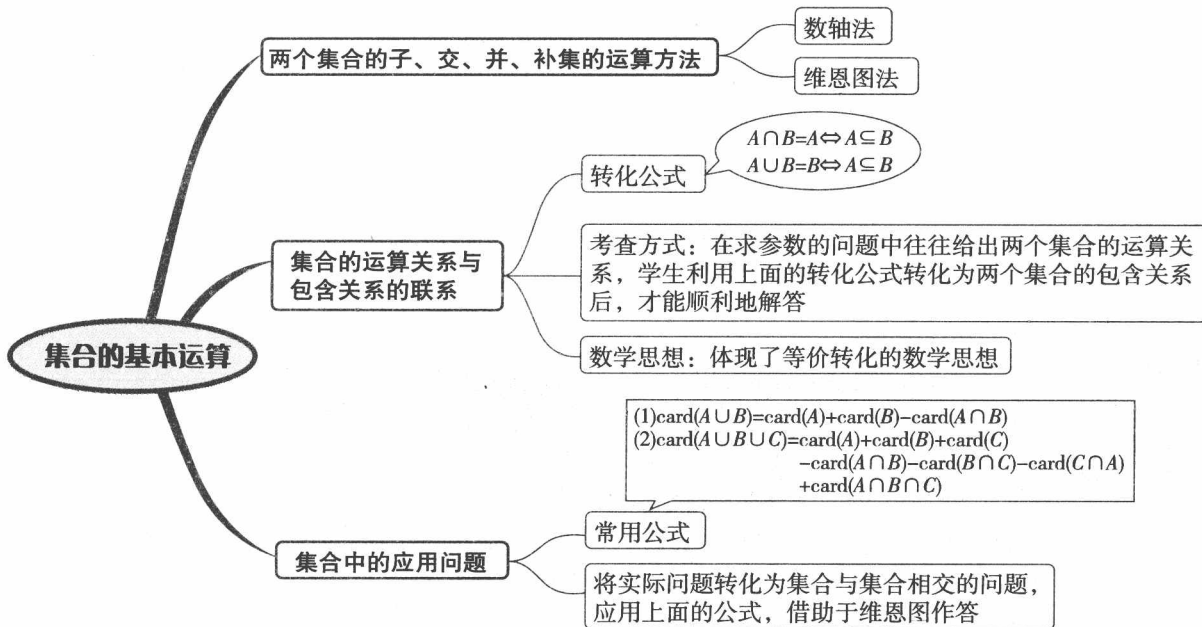 两个集合的子、交、并、补集的运算方法
数轴法
维恩图法
A∩B=A⇔A⊆B
A∪B=B⇔A⊆B
转化公式
集合的运算关系与
包含关系的联系
考查方式：在求参数的问题中往往给出两个集合的运算关
系，学生利用上面的转化公式转化为两个集合的包含关系
后，才能顺利地解答
数学思想：体现了等价转化的数学思想
集合的基本运算
(1)card(A∪B)=card(A)+card(B)-card(A∩B)
(2)card(A∪B∪C)=card(A)+card(B)+card(C)
-card(A∩B)-card(B∩C)-card(C∩A)
+card(A∩B∩C)
常用公式
集合中的应用问题
将实际问题转化为集合与集合相交的问题，
应用上面的公式，借助于维恩图作答